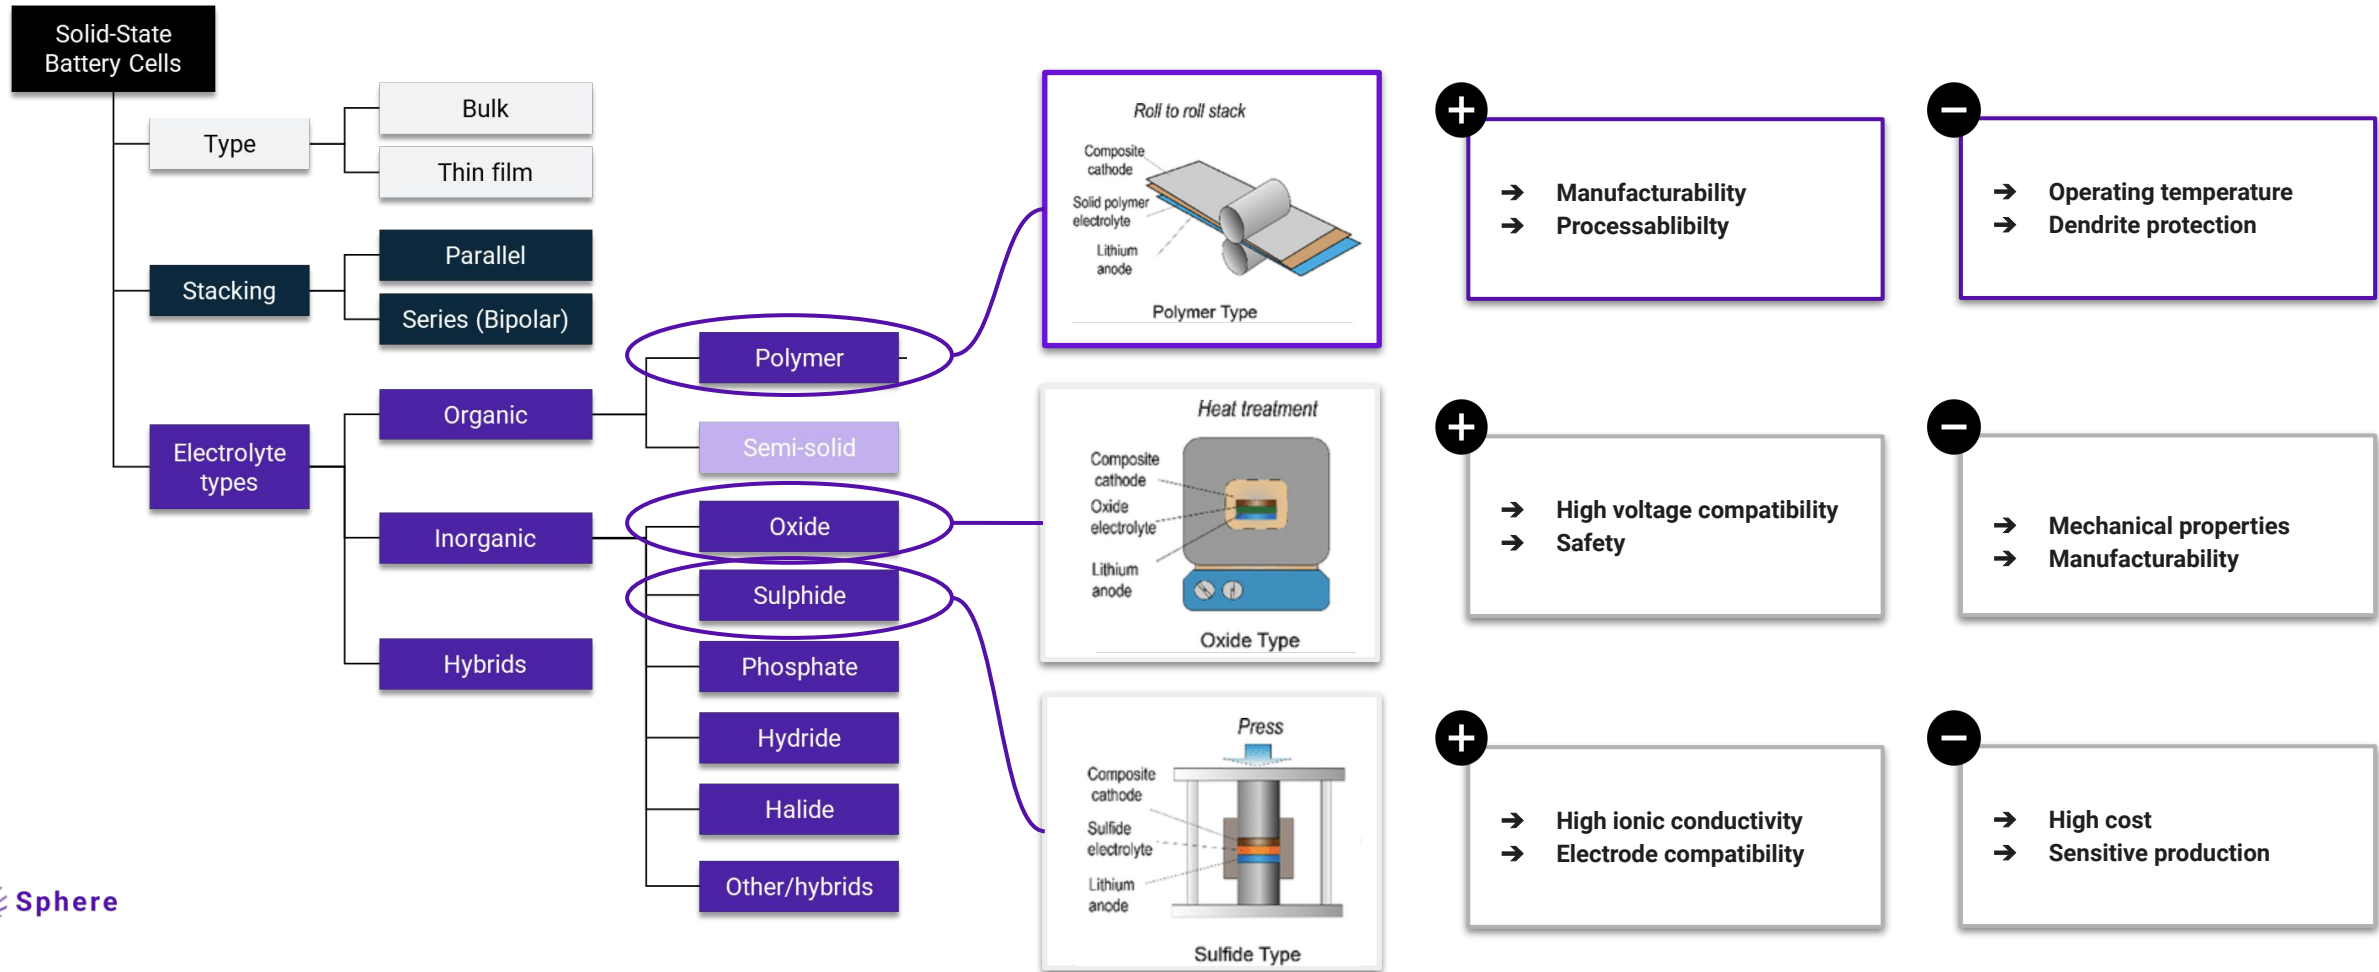 Solid-State
Battery Cells
Type
Bulk
Thin film
Stacking
Parallel
Series (Bipolar)
Electrolyte
types
Organic
Inorganic
Hybrids
Polymer
Semi-solid
Oxide
Sulphide
Phosphate
Hydride
Halide
Other/hybrids
Roll to roll stack
Composite
cathode
Solid polymer
electrolyte
Lithium
anode
Polymer Type
+
➔ Manufacturability
➔ Processablibilty
−
➔ Operating temperature
➔ Dendrite protection
Heat treatment
Composite
cathode
Oxide
electrolyte
Lithium
anode
Oxide Type
+
➔ High voltage compatibility
➔ Safety
−
➔ Mechanical properties
➔ Manufacturability
Press
Composite
cathode
Sulfide
electrolyte
Lithium
anode
Sulfide Type
+
➔ High ionic conductivity
➔ Electrode compatibility
−
➔ High cost
➔ Sensitive production
Sphere